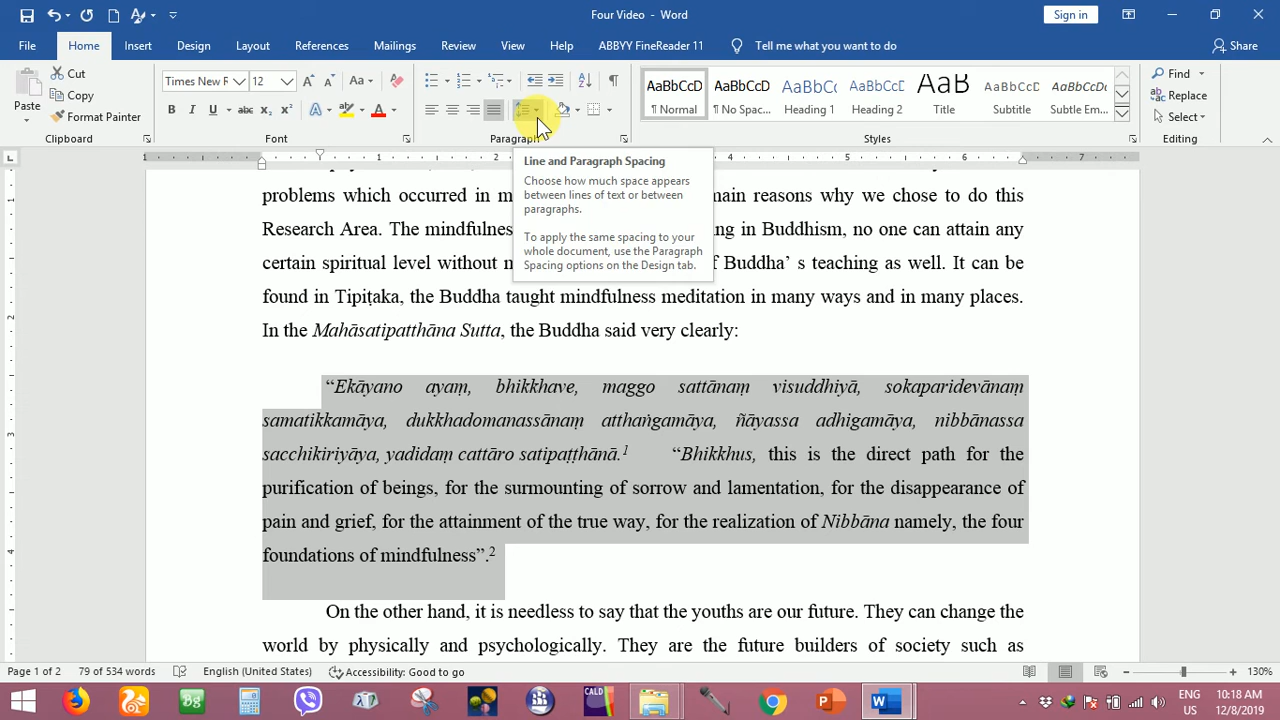 Four Video - Word
Sign in
File Home Insert Design Layout References Mailings Review View Help ABBYY FineReader 11 Tell me what you want to do Share
Paste
Cut
Copy
Format Painter
Clipboard
Times New R 12 Aa
B I U abc X2 X2 A A
Font
Paragraph
AaBbCcD AaBbCcD AaBbCc AaBbCcD AaB AaBbCcD AaBbCcD
¶ Normal ¶ No Spac... Heading 1 Heading 2 Title Subtitle Subtle Em...
Styles
Find
Replace
Select
Editing
Line and Paragraph Spacing
Choose how much space appears
between lines of text or between
paragraphs.
To apply the same spacing to your
whole document, use the Paragraph
Spacing options on the Design tab.
problems which occurred in m main reasons why we chose to do this
Research Area. The mindfulnes ng in Buddhism, no one can attain any
certain spiritual level without m f Buddha’ s teaching as well. It can be
found in Tipiṭaka, the Buddha taught mindfulness meditation in many ways and in many places.
In the Mahāsatipatthāna Sutta, the Buddha said very clearly:
“Ekāyano ayaṃ, bhikkhave, maggo sattānaṃ visuddhiyā, sokaparidevānaṃ
samatikkamāya, dukkhadomanassānaṃ atthaṅgamāya, ñāyassa adhigamāya, nibbānassa
sacchikiriyāya, yadidaṃ cattāro satipaṭṭhānā.1 “Bhikkhus, this is the direct path for the
purification of beings, for the surmounting of sorrow and lamentation, for the disappearance of
pain and grief, for the attainment of the true way, for the realization of Nibbāna namely, the four
foundations of mindfulness”.2
On the other hand, it is needless to say that the youths are our future. They can change the
world by physically and psychologically. They are the future builders of society such as
Page 1 of 2 79 of 534 words English (United States) Accessibility: Good to go 130%
ENG
US
10:18 AM
12/8/2019